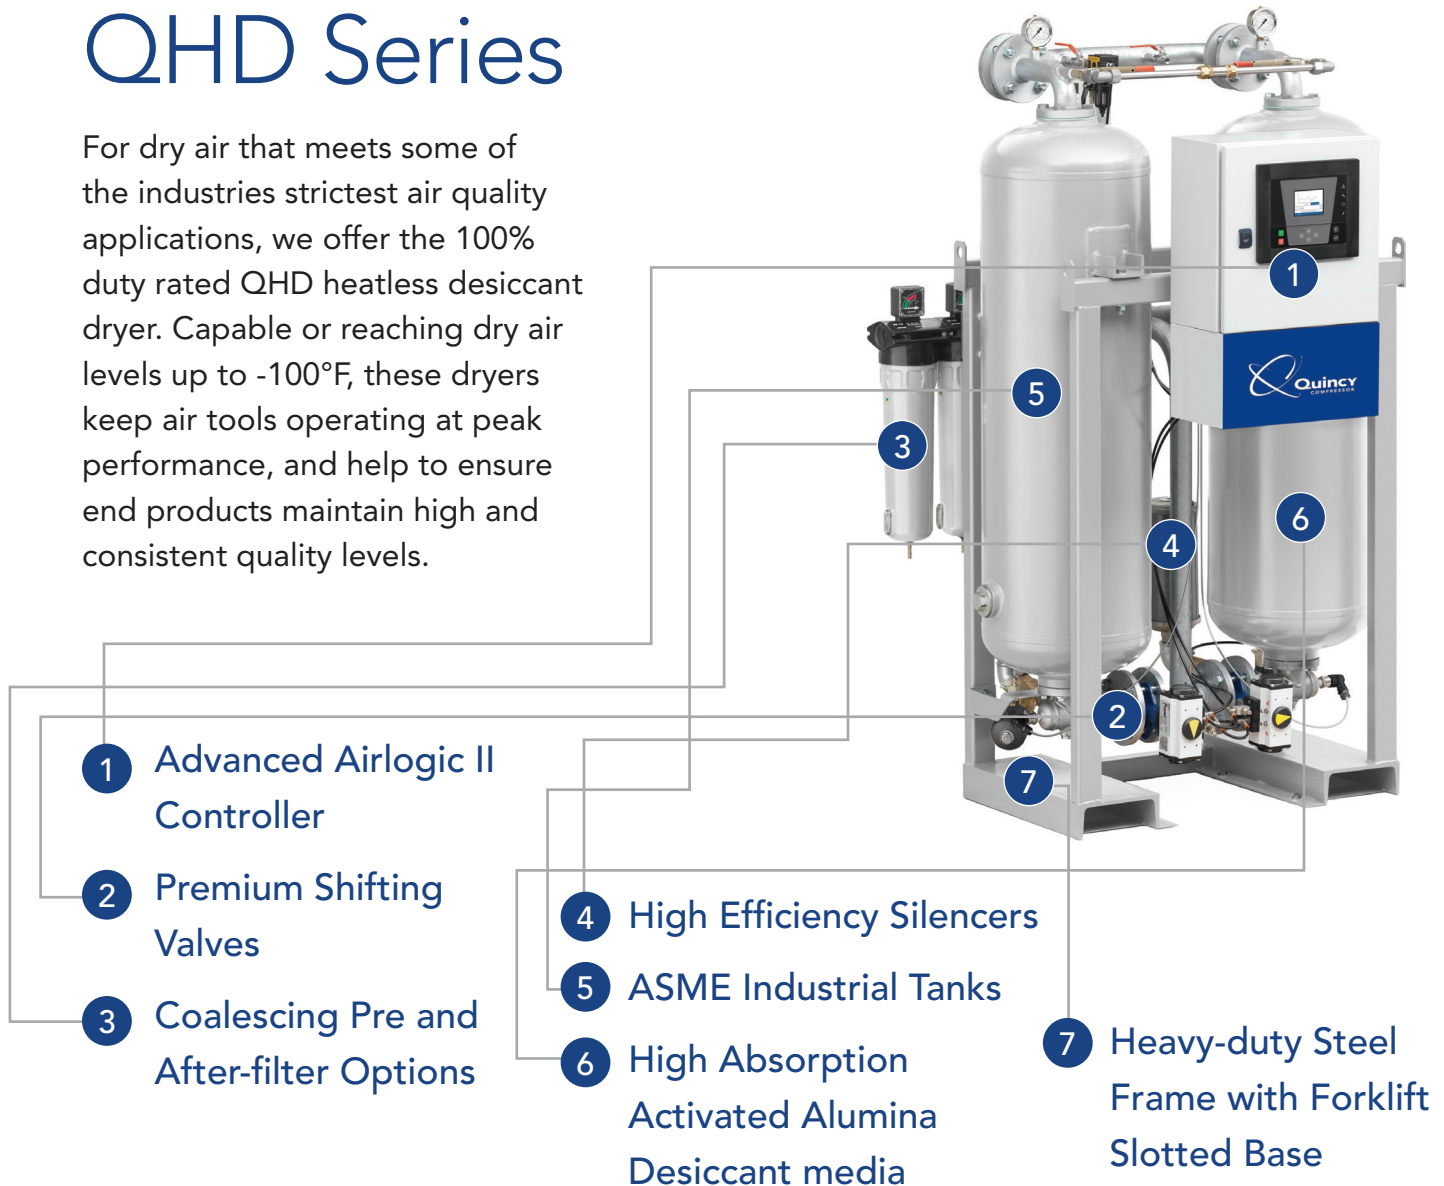 QHD Series
For dry air that meets some of
the industries strictest air quality
applications, we offer the 100%
duty rated QHD heatless desiccant
dryer. Capable or reaching dry air
levels up to -100°F, these dryers
keep air tools operating at peak
performance, and help to ensure
end products maintain high and
consistent quality levels.
1
Quincy
COMPRESSOR
5
3
6
4
2
7
1 Advanced Airlogic II
Controller
2 Premium Shifting
Valves
3 Coalescing Pre and
After-filter Options
4 High Efficiency Silencers
5 ASME Industrial Tanks
6 High Absorption
Activated Alumina
Desiccant media
7 Heavy-duty Steel
Frame with Forklift
Slotted Base